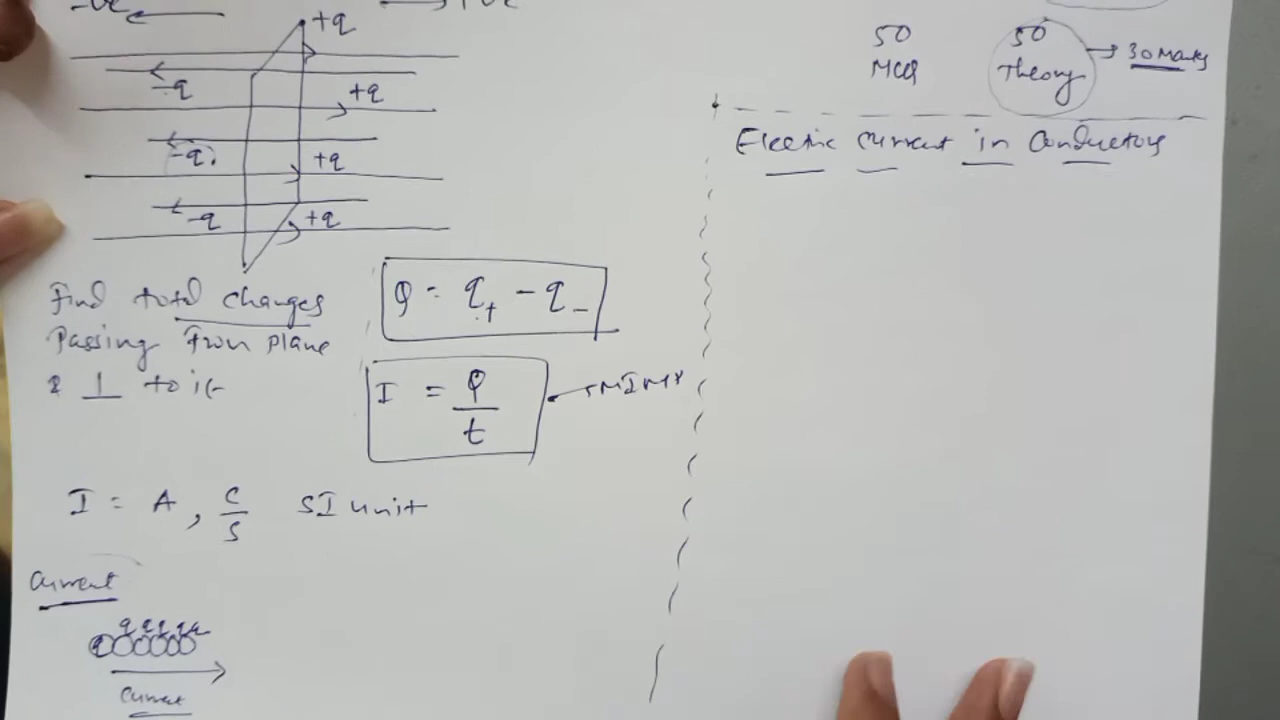 +q
-q
+q
-q
+q
-q
+q
Find total charges
Passing from plane
& ⊥ to it
Q = q₊ - q₋
I = Q/t
I = A, C/S SI unit
Current
q q q q q
Current
50
MCQ
50
Theory
→ 30 Marks
Electric current in Conductors